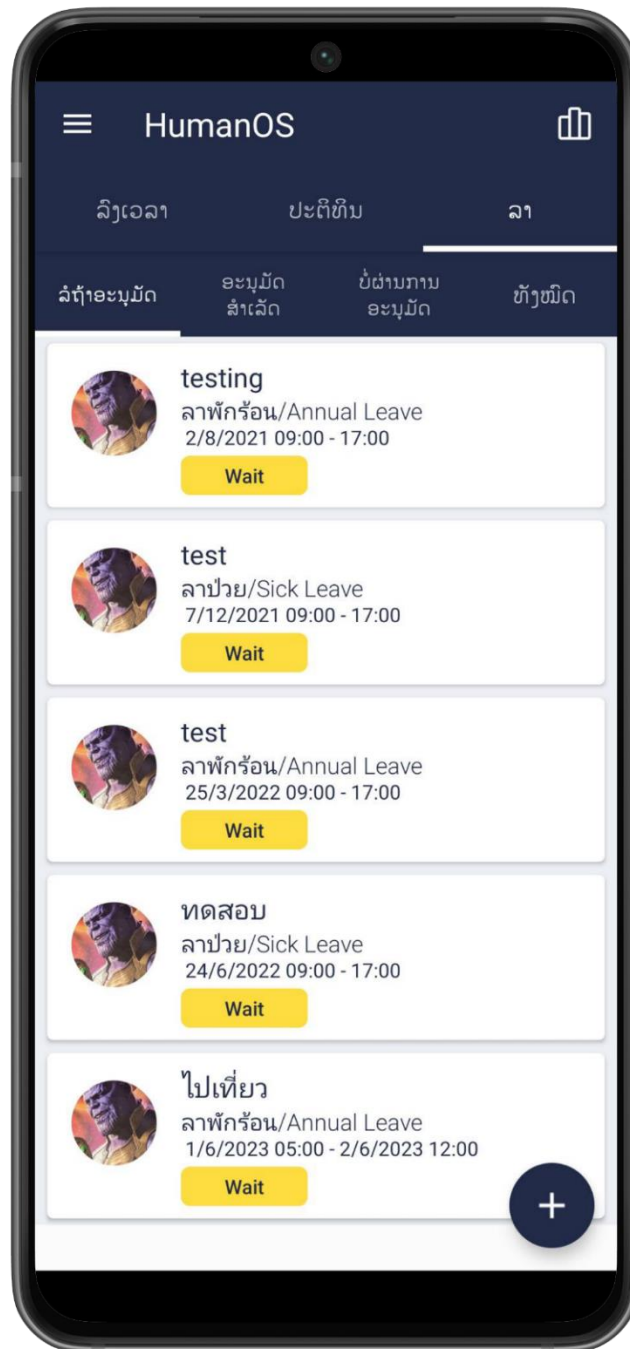 HumanOS
ລົງເວລາ
ປະຕິທິນ
ລາ
ລໍຖ້າອະນຸມັດ
ອະນຸມັດ
ສຳເລັດ
ບໍ່ຜ່ານການ
ອະນຸມັດ
ທັງໝົດ
testing
ลาพักร้อน/Annual Leave
2/8/2021 09:00 - 17:00
Wait
test
ลาป่วย/Sick Leave
7/12/2021 09:00 - 17:00
Wait
test
ลาพักร้อน/Annual Leave
25/3/2022 09:00 - 17:00
Wait
ทดสอบ
ลาป่วย/Sick Leave
24/6/2022 09:00 - 17:00
Wait
ไปเที่ยว
ลาพักร้อน/Annual Leave
1/6/2023 05:00 - 2/6/2023 12:00
Wait
+